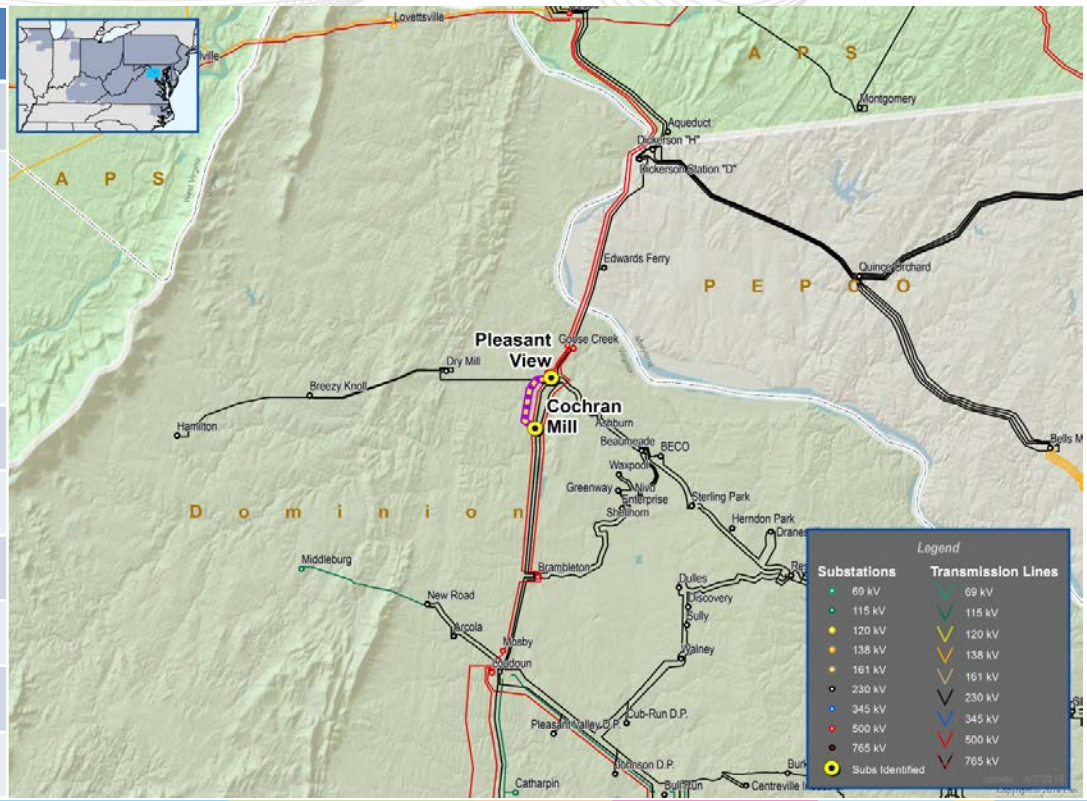 Lovettsville
A P S
Montgomery
Aqueduct
Dickerson "H"
Dickerson Station "D"
A P S
West Virginia
Edwards Ferry
Quince Orchard
P E P C O
Pleasant
View
Goose Creek
Dry Mill
Breezy Knoll
Hamilton
Cochran
Mill
Ashburn
Beaumeade
BECO
Waxpool
Greenway
Nivo
Enterprise
Shellhorn
Sterling Park
Herndon Park
D o m i n i o n
Middleburg
New Road
Arcola
Brambleton
Mosby
Loudoun
Dulles
Discovery
Sully
Walney
Cub-Run D.P.
Pleasant Valley D.P.
Johnson D.P.
Bull Run
Catharpin
Burk
Centreville
Legend
Substations
69 kV
115 kV
120 kV
138 kV
161 kV
230 kV
345 kV
500 kV
765 kV
Subs Identified
Transmission Lines
69 kV
115 kV
120 kV
138 kV
161 kV
230 kV
345 kV
500 kV
765 kV